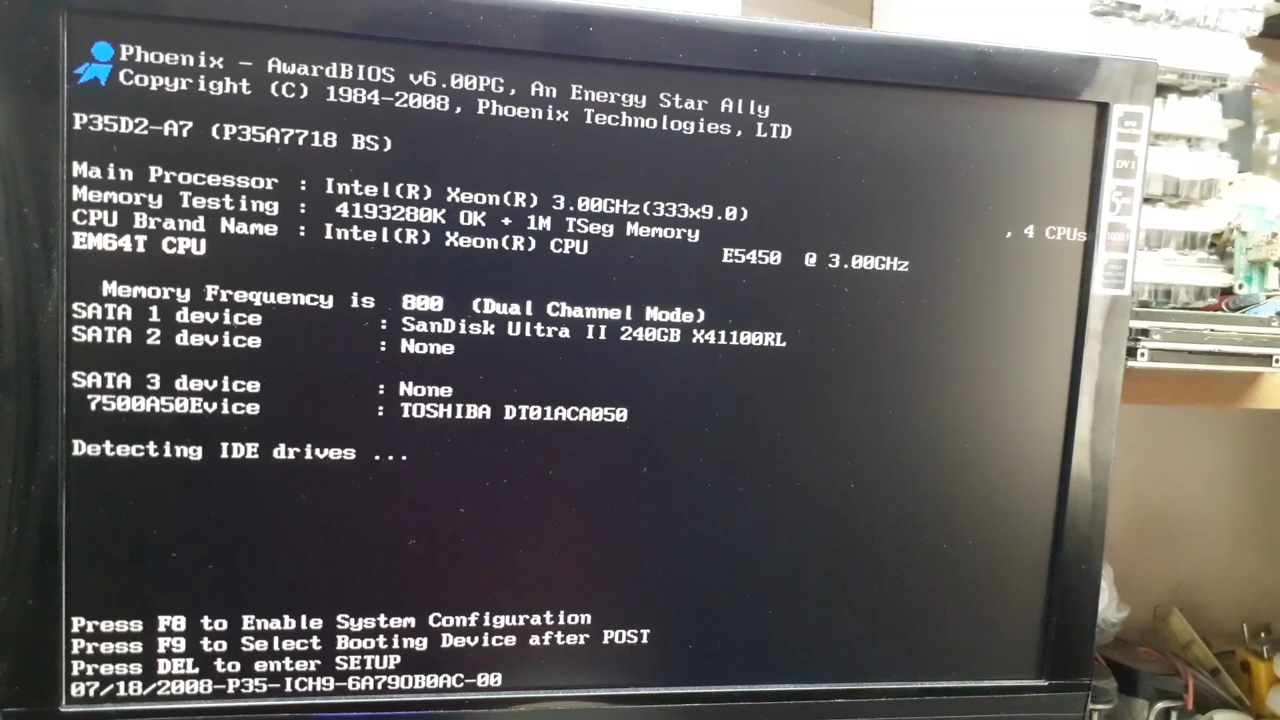 Phoenix - AwardBIOS v6.00PG, An Energy Star Ally
Copyright (C) 1984-2008, Phoenix Technologies, LTD
P35D2-A7 (P35A7718 BS)
Main Processor : Intel(R) Xeon(R) 3.00GHz(333x9.0) , 4 CPUs
Memory Testing : 4193280K OK + 1M TSeg Memory
CPU Brand Name : Intel(R) Xeon(R) CPU E5450 @ 3.00GHz
EM64T CPU
Memory Frequency is 800 (Dual Channel Mode)
SATA 1 device : SanDisk Ultra II 240GB X41100RL
SATA 2 device : None
SATA 3 device : None
7500A50Evice : TOSHIBA DT01ACA050
Detecting IDE drives ...
Press F8 to Enable System Configuration
Press F9 to Select Booting Device after POST
Press DEL to enter SETUP
07/18/2008-P35-ICH9-6A79OB0AC-00
DVI
5